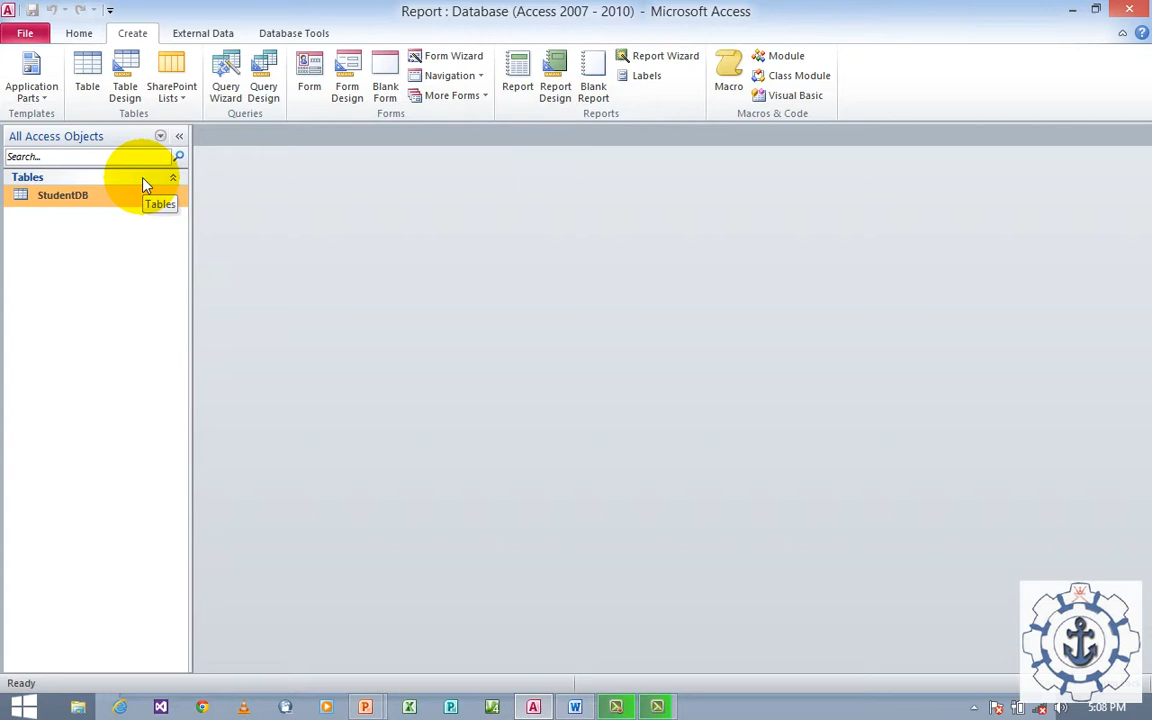 Report : Database (Access 2007 - 2010) - Microsoft Access
File Home Create External Data Database Tools
Application Parts Table Table Design SharePoint Lists Query Wizard Query Design Form Form Design Blank Form Form Wizard Navigation More Forms Report Report Design Blank Report Report Wizard Labels Macro Module Class Module Visual Basic
Templates Tables Queries Forms Reports Macros & Code
All Access Objects
Search...
Tables
StudentDB
Tables
Ready
5:08 PM